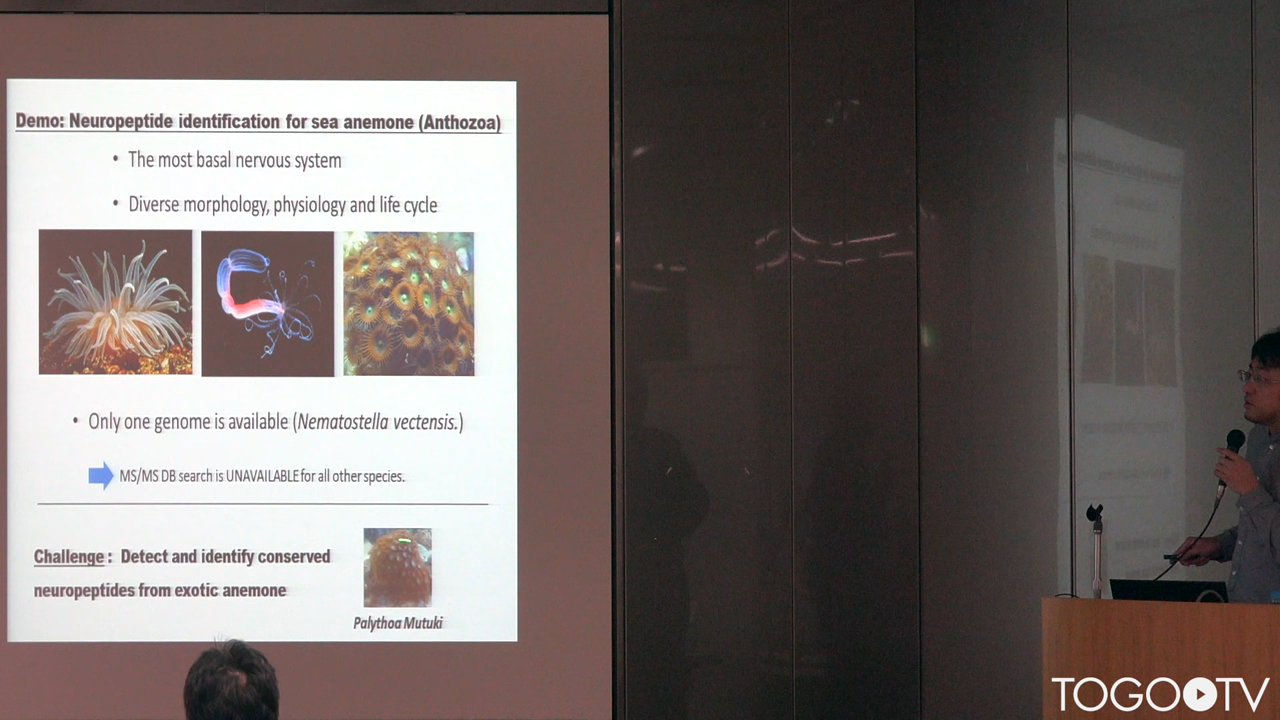 Demo: Neuropeptide identification for sea anemone (Anthozoa)
• The most basal nervous system
• Diverse morphology, physiology and life cycle
• Only one genome is available (Nematostella vectensis.)
MS/MS DB search is UNAVAILABLE for all other species.
Challenge : Detect and identify conserved
neuropeptides from exotic anemone
Palythoa Mutuki
TOGO TV